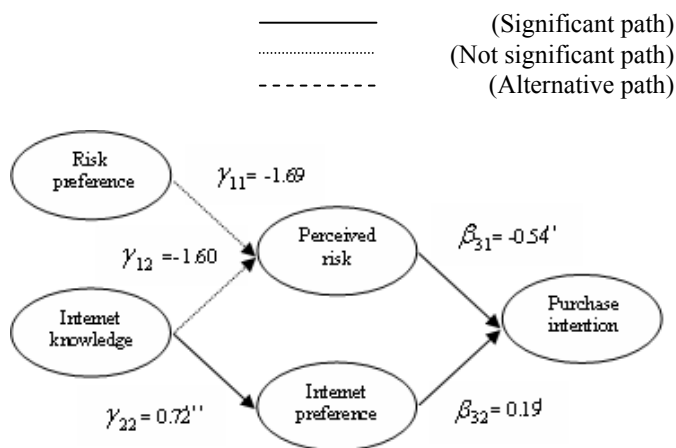 (Significant path)
(Not significant path)
(Alternative path)
Risk
preference
γ11= -1.69
γ12 = -1.60
Perceived
risk
β31= -0.54'
Internet
knowledge
Purchase
intention
γ22 = 0.72''
Internet
preference
β32 = 0.19'